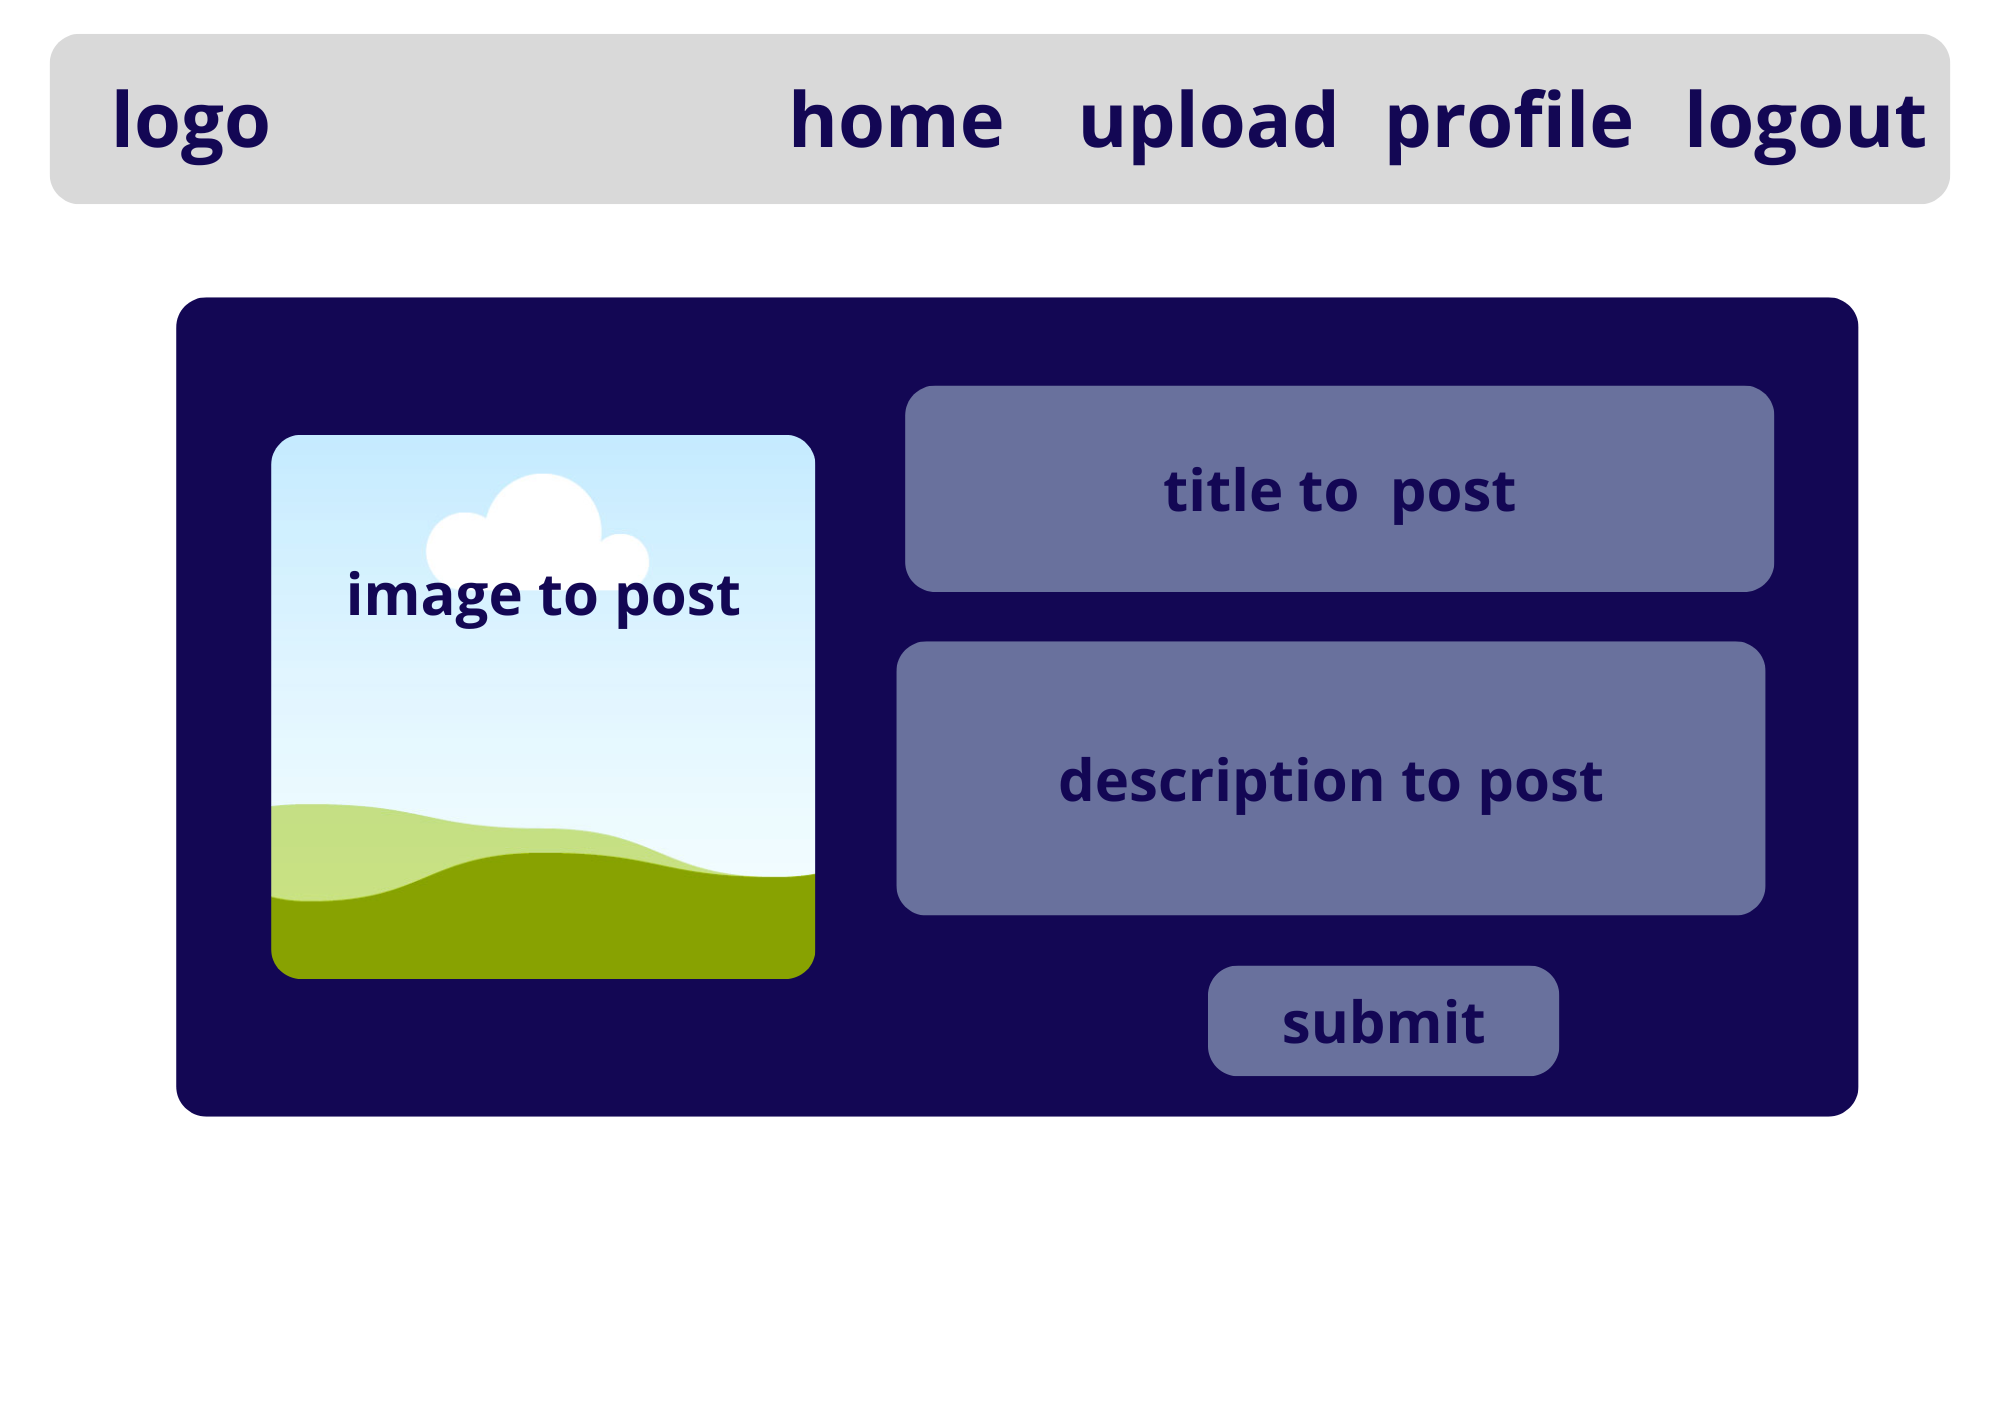 logo
home upload profile logout
image to post
title to  post
description to post
submit